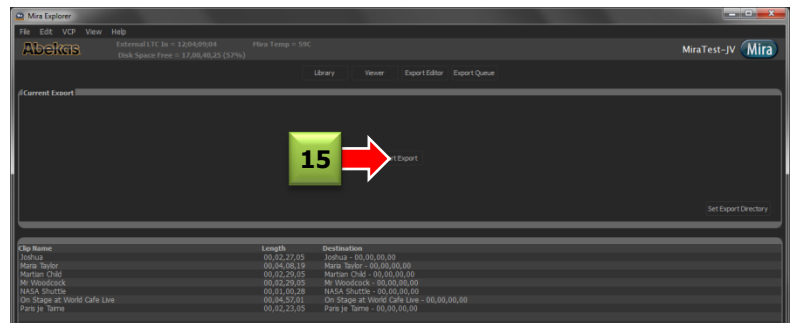 Mira Explorer
File Edit VCP View Help
Abekas
External LTC In = 12;04;09;04 Mira Temp = 59C
Disk Space Free = 17,00,40,25 (57%)
MiraTest-JV Mira
Library Viewer Export Editor Export Queue
Current Export
15 Export
Set Export Directory
Clip Name Length Destination
Joshua 00,02,27,05 Joshua - 00,00,00,00
Maria Taylor 00,04,08,19 Maria Taylor - 00,00,00,00
Martian Child 00,02,29,05 Martian Child - 00,00,00,00
Mr Woodcock 00,02,29,05 Mr Woodcock - 00,00,00,00
NASA Shuttle 00,01,00,28 NASA Shuttle - 00,00,00,00
On Stage at World Cafe Live 00,04,57,01 On Stage at World Cafe Live - 00,00,00,00
Paris je Taime 00,02,23,05 Paris je Taime - 00,00,00,00